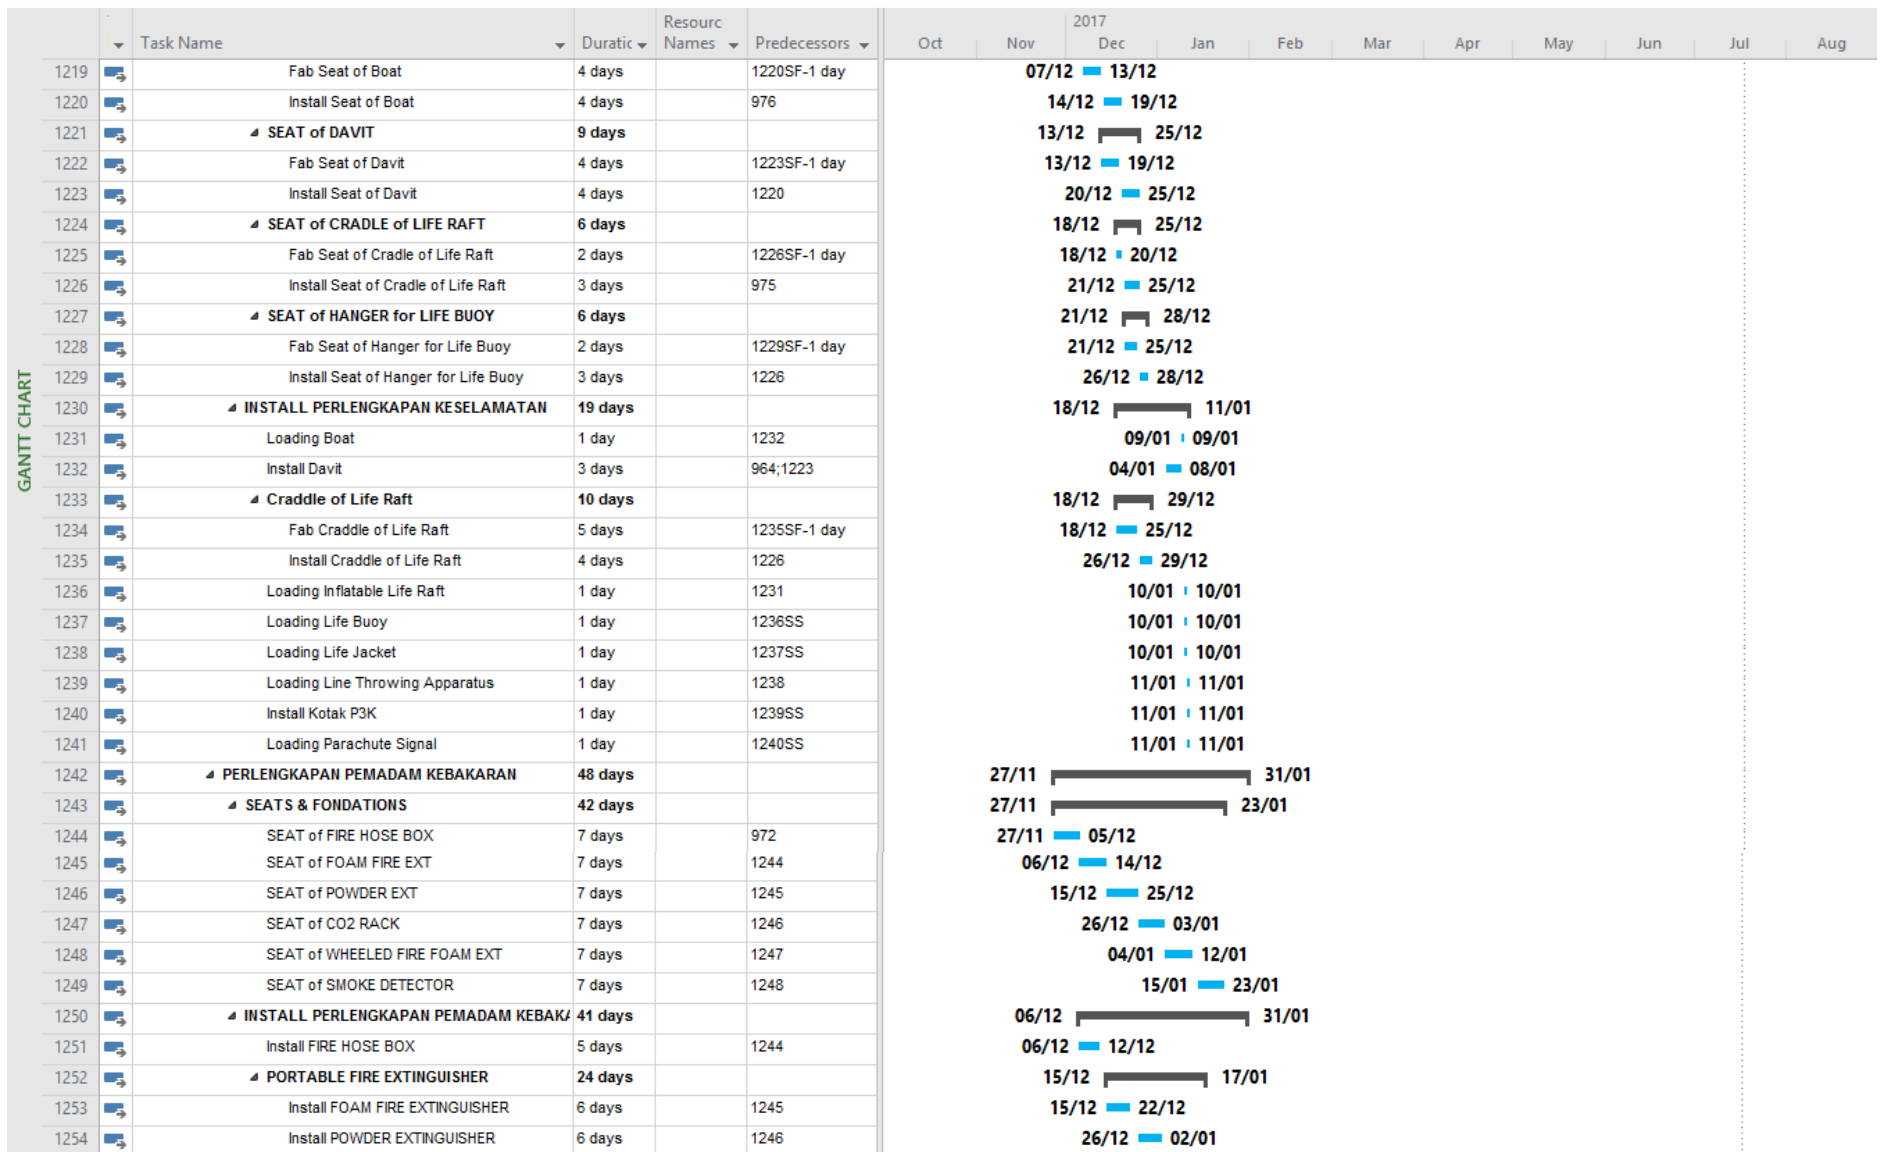 Resourc 2017
Task Name Duratic Names Predecessors Oct Nov Dec Jan Feb Mar Apr May Jun Jul Aug
GANTT CHART
1219 Fab Seat of Boat 4 days 1220SF-1 day 07/12 13/12
1220 Install Seat of Boat 4 days 976 14/12 19/12
1221 SEAT of DAVIT 9 days 13/12 25/12
1222 Fab Seat of Davit 4 days 1223SF-1 day 13/12 19/12
1223 Install Seat of Davit 4 days 1220 20/12 25/12
1224 SEAT of CRADLE of LIFE RAFT 6 days 18/12 25/12
1225 Fab Seat of Cradle of Life Raft 2 days 1226SF-1 day 18/12 20/12
1226 Install Seat of Cradle of Life Raft 3 days 975 21/12 25/12
1227 SEAT of HANGER for LIFE BUOY 6 days 21/12 28/12
1228 Fab Seat of Hanger for Life Buoy 2 days 1229SF-1 day 21/12 25/12
1229 Install Seat of Hanger for Life Buoy 3 days 1226 26/12 28/12
1230 INSTALL PERLENGKAPAN KESELAMATAN 19 days 18/12 11/01
1231 Loading Boat 1 day 1232 09/01 09/01
1232 Install Davit 3 days 964;1223 04/01 08/01
1233 Craddle of Life Raft 10 days 18/12 29/12
1234 Fab Craddle of Life Raft 5 days 1235SF-1 day 18/12 25/12
1235 Install Craddle of Life Raft 4 days 1226 26/12 29/12
1236 Loading Inflatable Life Raft 1 day 1231 10/01 10/01
1237 Loading Life Buoy 1 day 1236SS 10/01 10/01
1238 Loading Life Jacket 1 day 1237SS 10/01 10/01
1239 Loading Line Throwing Apparatus 1 day 1238 11/01 11/01
1240 Install Kotak P3K 1 day 1239SS 11/01 11/01
1241 Loading Parachute Signal 1 day 1240SS 11/01 11/01
1242 PERLENGKAPAN PEMADAM KEBAKARAN 48 days 27/11 31/01
1243 SEATS & FONDATIONS 42 days 27/11 23/01
1244 SEAT of FIRE HOSE BOX 7 days 972 27/11 05/12
1245 SEAT of FOAM FIRE EXT 7 days 1244 06/12 14/12
1246 SEAT of POWDER EXT 7 days 1245 15/12 25/12
1247 SEAT of CO2 RACK 7 days 1246 26/12 03/01
1248 SEAT of WHEELED FIRE FOAM EXT 7 days 1247 04/01 12/01
1249 SEAT of SMOKE DETECTOR 7 days 1248 15/01 23/01
1250 INSTALL PERLENGKAPAN PEMADAM KEBAKA 41 days 06/12 31/01
1251 Install FIRE HOSE BOX 5 days 1244 06/12 12/12
1252 PORTABLE FIRE EXTINGUISHER 24 days 15/12 17/01
1253 Install FOAM FIRE EXTINGUISHER 6 days 1245 15/12 22/12
1254 Install POWDER EXTINGUISHER 6 days 1246 26/12 02/01